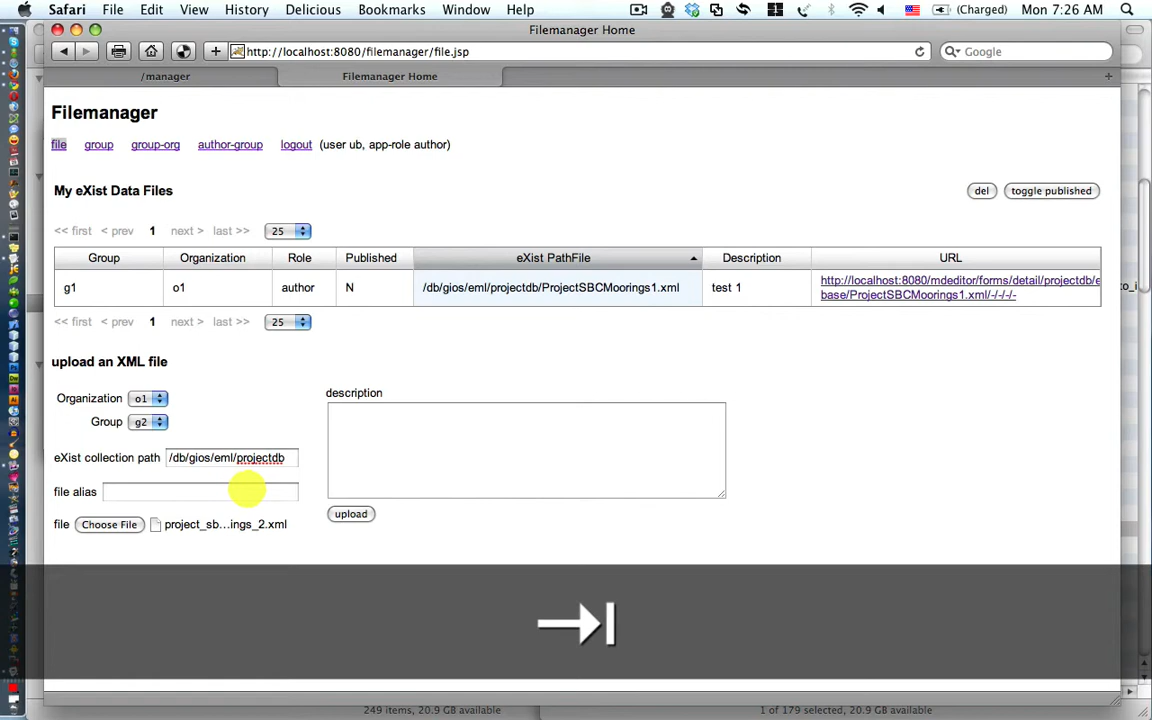 Safari File Edit View History Delicious Bookmarks Window Help (Charged) Mon 7:26 AM
Filemanager Home
http://localhost:8080/filemanager/file.jsp Google
/manager Filemanager Home
Filemanager
file group group-org author-group logout (user ub, app-role author)
My eXist Data Files del toggle published
<< first < prev 1 next > last >> 25
Group Organization Role Published eXist PathFile Description URL
g1 o1 author N /db/gios/eml/projectdb/ProjectSBCMoorings1.xml test 1 http://localhost:8080/mdeditor/forms/detail/projectdb/e
base/ProjectSBCMoorings1.xml/-/-/-/-
<< first < prev 1 next > last >> 25
upload an XML file
Organization o1 description
Group g2
eXist collection path /db/gios/eml/projectdb
file alias
file Choose File project_sb...ings_2.xml upload
249 items, 20.9 GB available 1 of 179 selected, 20.9 GB available